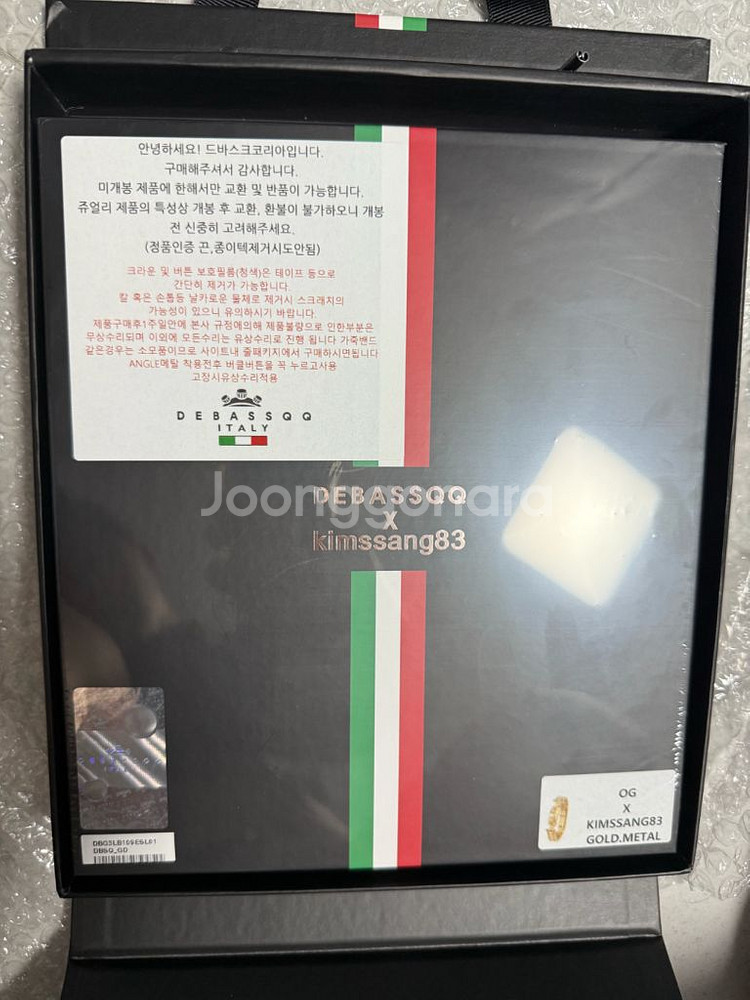 안녕하세요! 드바스크코리아입니다.
구매해주셔서 감사합니다.
미개봉 제품에 한해서만 교환 및 반품이 가능합니다.
쥬얼리 제품의 특성상 개봉 후 교환, 환불이 불가하오니 개봉
전 신중히 고려해주세요.
(정품인증 끈,종이텍제거시도안됨)
크라운 및 버튼 보호필름(청색)은 테이프 등으로
간단히 제거가 가능합니다.
칼 혹은 손톱등 날카로운 물체로 제거시 스크래치의
가능성이 있으니 유의하시기 바랍니다.
제품구매후1주일안에 본사 규정에의해 제품불량으로 인한부분은
무상수리되며 이외에 모든수리는 유상수리로 진행 됩니다 가죽밴드
같은경우는 소모품이므로 사이트내 줄패키지에서 구매하시면됩니다
ANGLE메탈 착용전후 버클버튼을 꼭 누르고사용
고장시유상수리적용
DEBASSQQ
ITALY
Joonggonara
DEBASSQQ
X
kimssang83
OG
X
KIMSSANG83
GOLD.METAL
DBSQ_GD